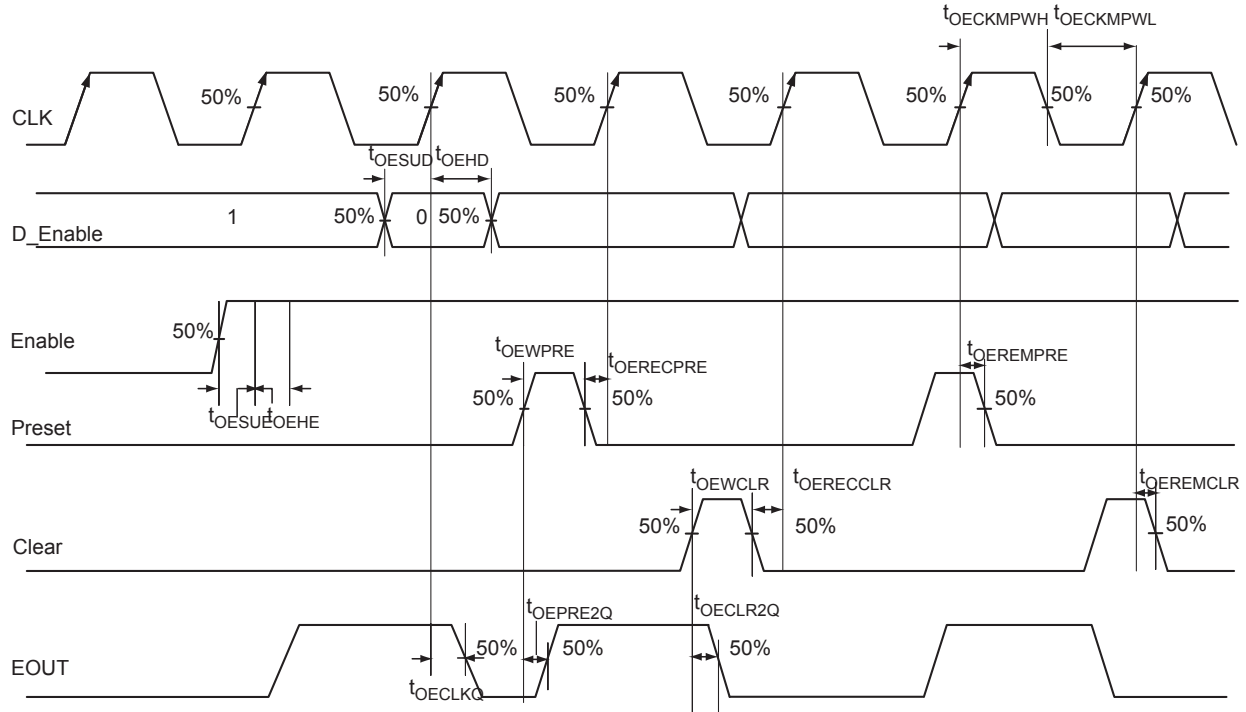 tOECKMPWH tOECKMPWL
50% 50% 50% 50% 50% 50% 50%
CLK
tOESUD tOEHD
1 50% 0 50%
D_Enable
50%
Enable
tOESUE tOEHE
tOEWPRE tOERECPRE tOEREMPRE
50% 50% 50%
Preset
tOEWCLR tOERECCLR tOEREMCLR
50% 50% 50%
Clear
tOEPRE2Q tOECLR2Q
50% 50% 50%
EOUT
tOECLKQ